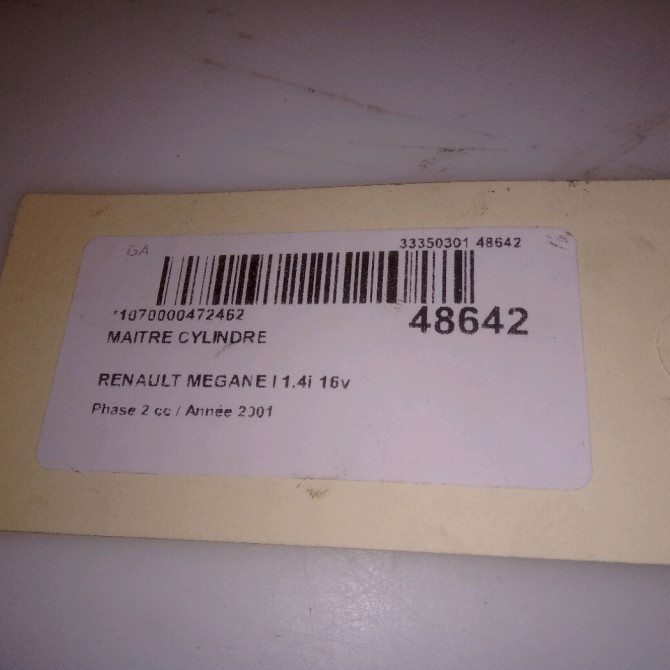 GA
33350301 48642
*1070000472462
48642
MAITRE CYLINDRE
RENAULT MEGANE I 1.4i 16v
Phase 2 cc / Année 2001